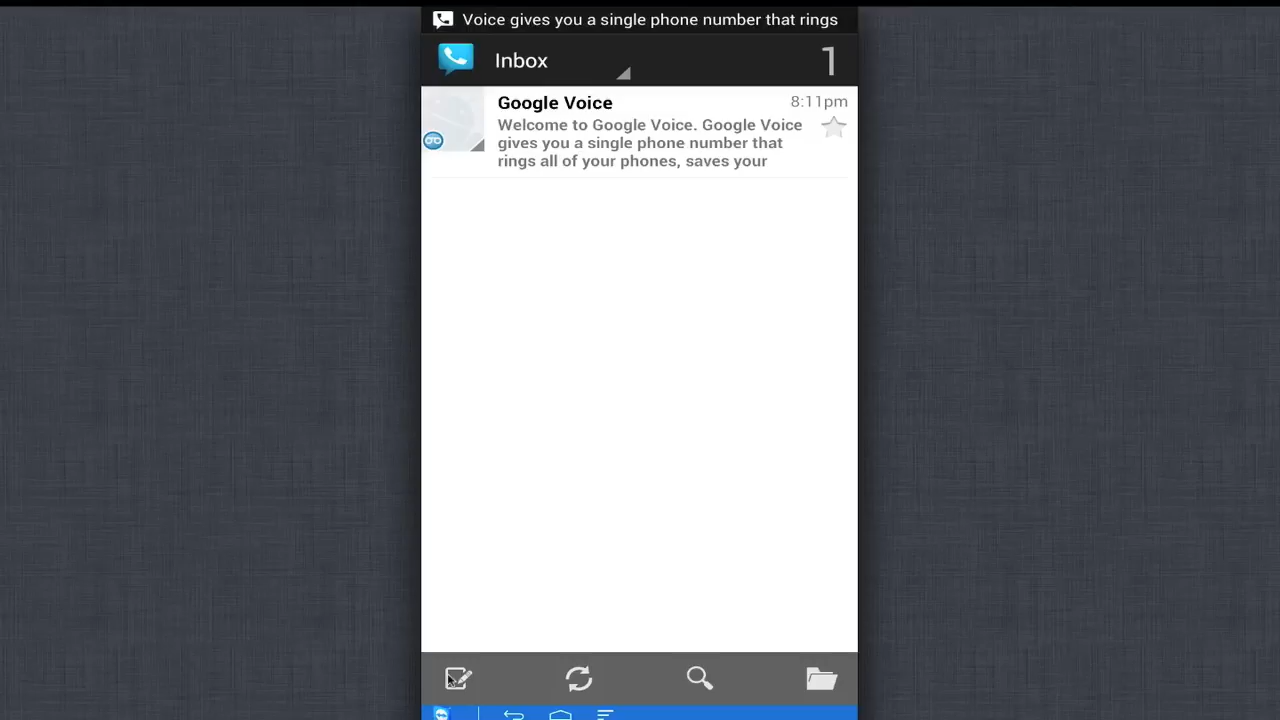 Voice gives you a single phone number that rings
Inbox
1
Google Voice
8:11pm
Welcome to Google Voice. Google Voice
gives you a single phone number that
rings all of your phones, saves your